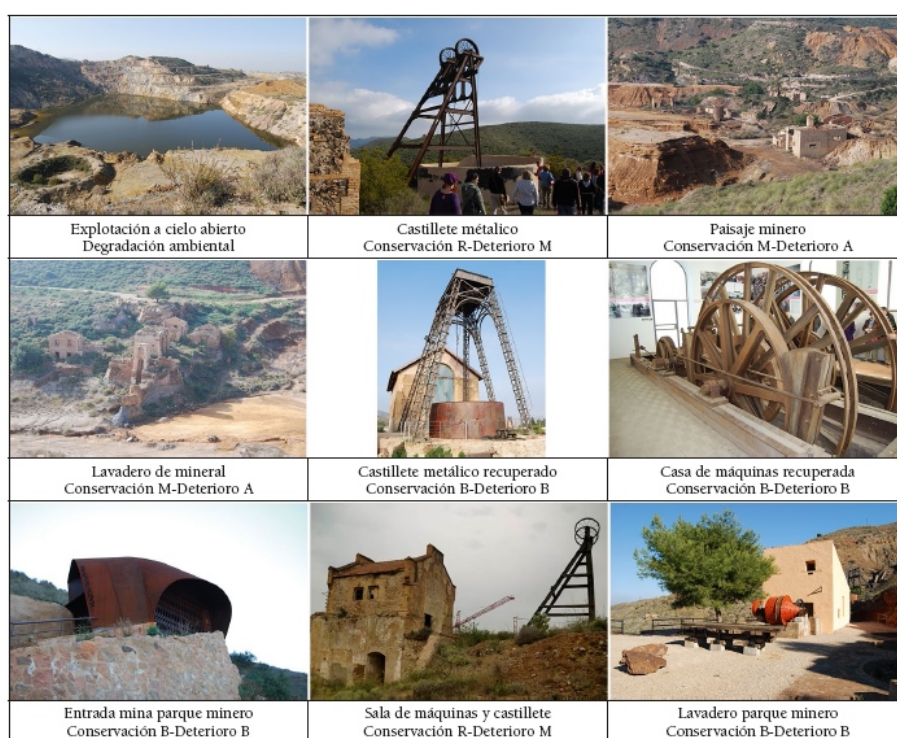 Explotación a cielo abierto
Degradación ambiental
Castillete métalico
Conservación R-Deterioro M
Paisaje minero
Conservación M-Deterioro A
Lavadero de mineral
Conservación M-Deterioro A
Castillete metálico recuperado
Conservación B-Deterioro B
Casa de máquinas recuperada
Conservación B-Deterioro B
Entrada mina parque minero
Conservación B-Deterioro B
Sala de máquinas y castillete
Conservación R-Deterioro M
Lavadero parque minero
Conservación B-Deterioro B